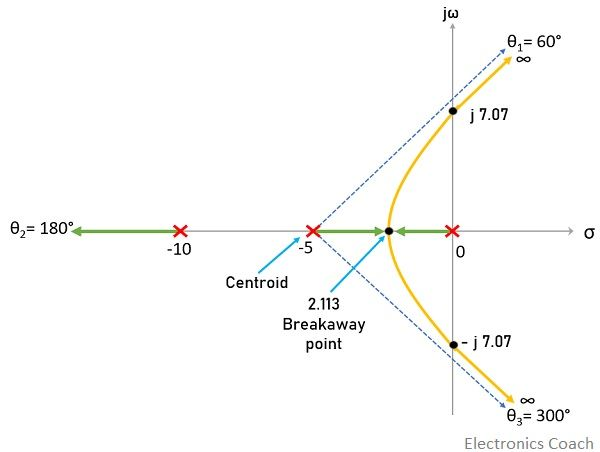 jω
θ₁= 60°
∞
j 7.07
θ₂= 180°
σ
-10
-5
0
Centroid
2.113
Breakaway
point
- j 7.07
∞
θ₃= 300°
Electronics Coach